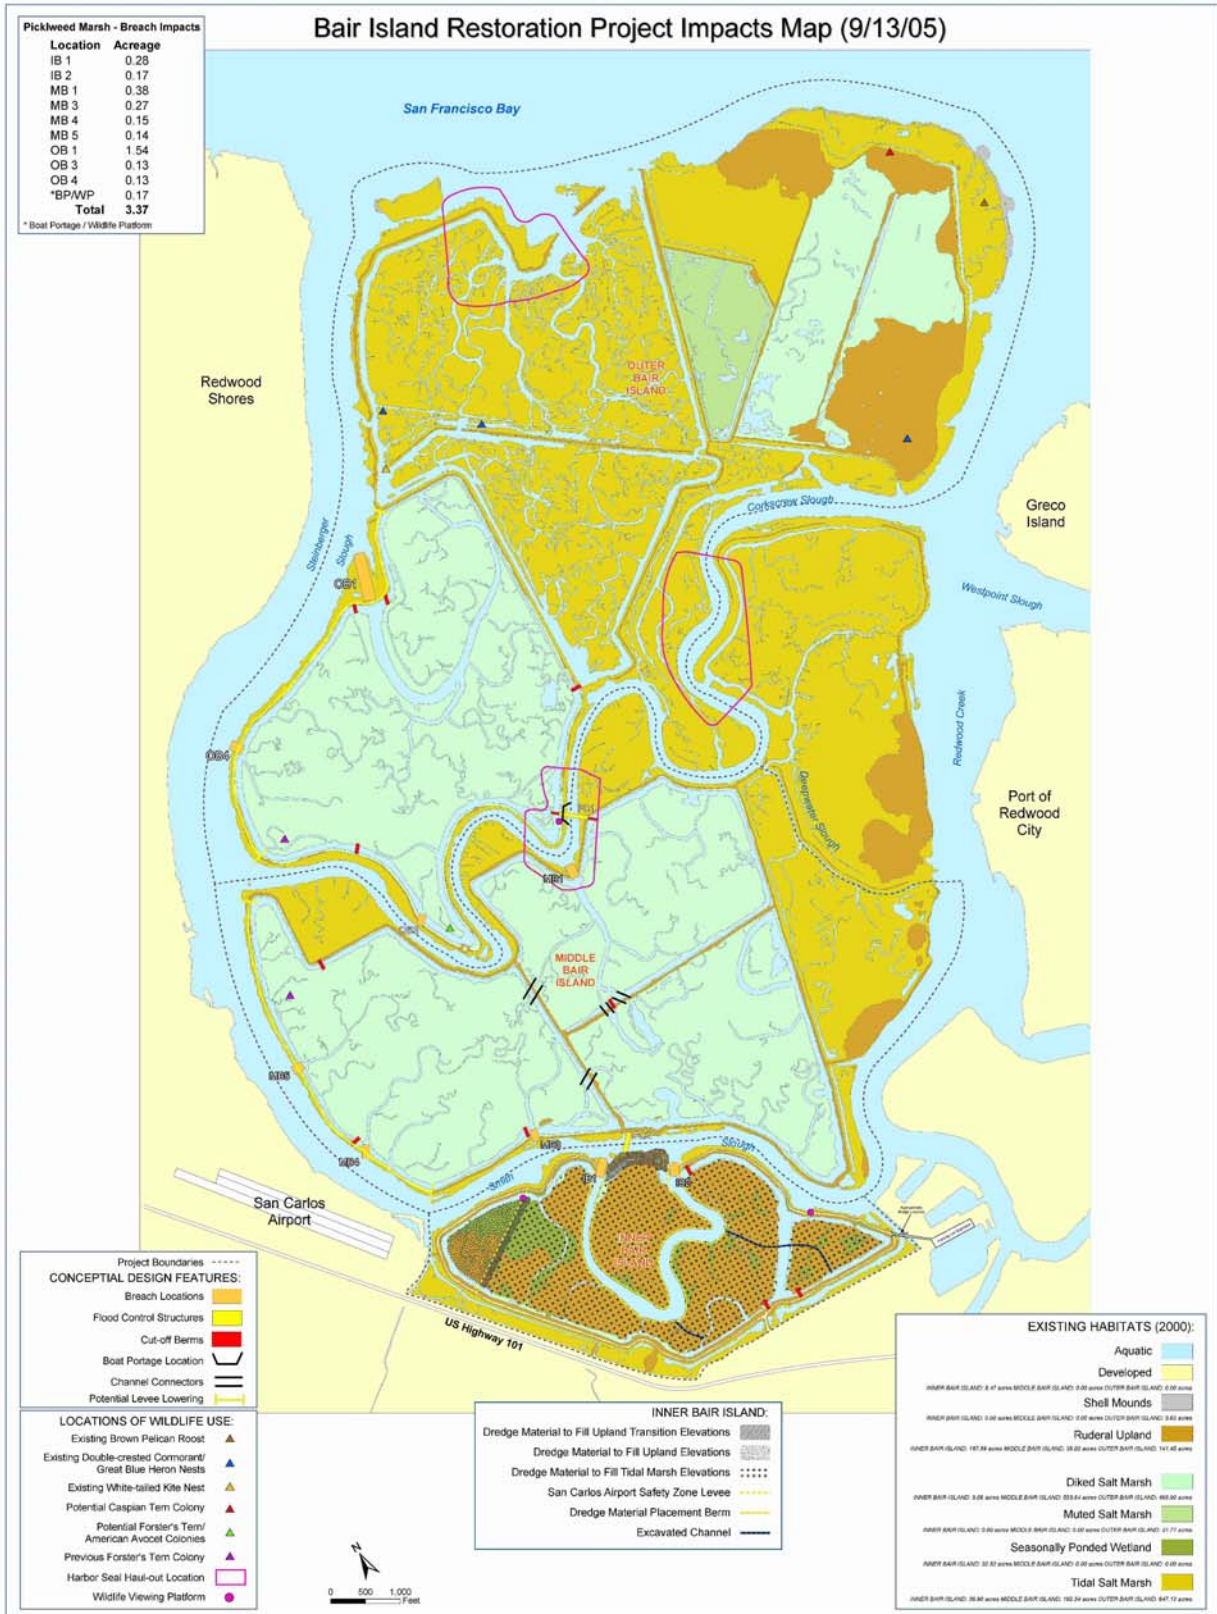 Bair Island Restoration Project Impacts Map (9/13/05)
Picklweed Marsh - Breach Impacts
Location Acreage
IB 1 0.28
IB 2 0.17
MB 1 0.38
MB 3 0.27
MB 4 0.15
MB 5 0.14
OB 1 1.54
OB 3 0.13
OB 4 0.13
*BP/WP 0.17
Total 3.37
* Boat Portage / Wildlife Platform
San Francisco Bay
Redwood
Shores
OUTER
BAIR
ISLAND
Corkscrew Slough
Greco
Island
Steinberger
Slough
OB1
Westpoint Slough
Redwood Creek
OB4
Deepwater Slough
Port of
Redwood
City
MB1
MIDDLE
BAIR
ISLAND
MB5
MB4
MB3
Smith
Slough
IB1
IB2
San Carlos
Airport
INNER
BAIR
ISLAND
US Highway 101
Project Boundaries
CONCEPTIAL DESIGN FEATURES:
Breach Locations
Flood Control Structures
Cut-off Berms
Boat Portage Location
Channel Connectors
Potential Levee Lowering
LOCATIONS OF WILDLIFE USE:
Existing Brown Pelican Roost
Existing Double-crested Cormorant/
Great Blue Heron Nests
Existing White-tailed Kite Nest
Potential Caspian Tern Colony
Potential Forster's Tern/
American Avocet Colonies
Previous Forster's Tern Colony
Harbor Seal Haul-out Location
Wildlife Viewing Platform
N
0 500 1,000
Feet
INNER BAIR ISLAND:
Dredge Material to Fill Upland Transition Elevations
Dredge Material to Fill Upland Elevations
Dredge Material to Fill Tidal Marsh Elevations
San Carlos Airport Safety Zone Levee
Dredge Material Placement Berm
Excavated Channel
EXISTING HABITATS (2000):
Aquatic
Developed
Shell Mounds
Ruderal Upland
Diked Salt Marsh
Muted Salt Marsh
Seasonally Ponded Wetland
Tidal Salt Marsh